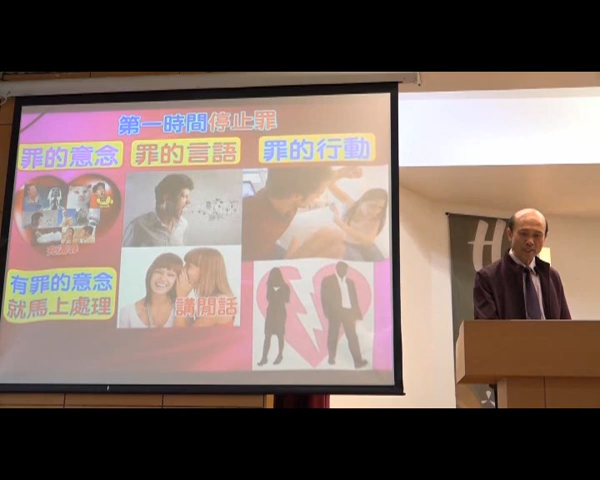 第一時間停止罪
罪的意念
罪的言語
罪的行動
有罪的意念
就馬上處理
講閒話
H